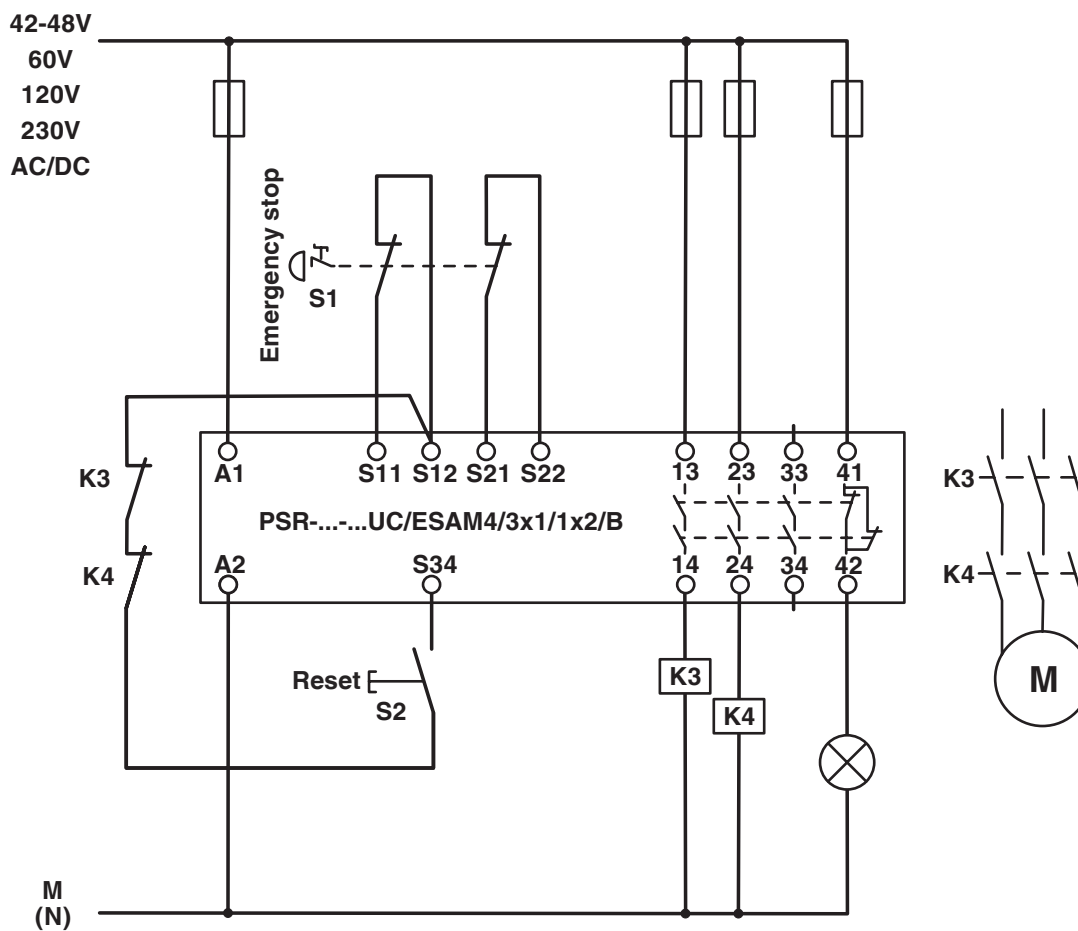 42-48V
60V
120V
230V
AC/DC
Emergency stop
S1
K3
A1
S11
S12
S21
S22
13
23
33
41
K3
PSR-...-...UC/ESAM4/3x1/1x2/B
K4
A2
S34
14
24
34
42
K4
Reset
S2
K3
K4
M
M
(N)